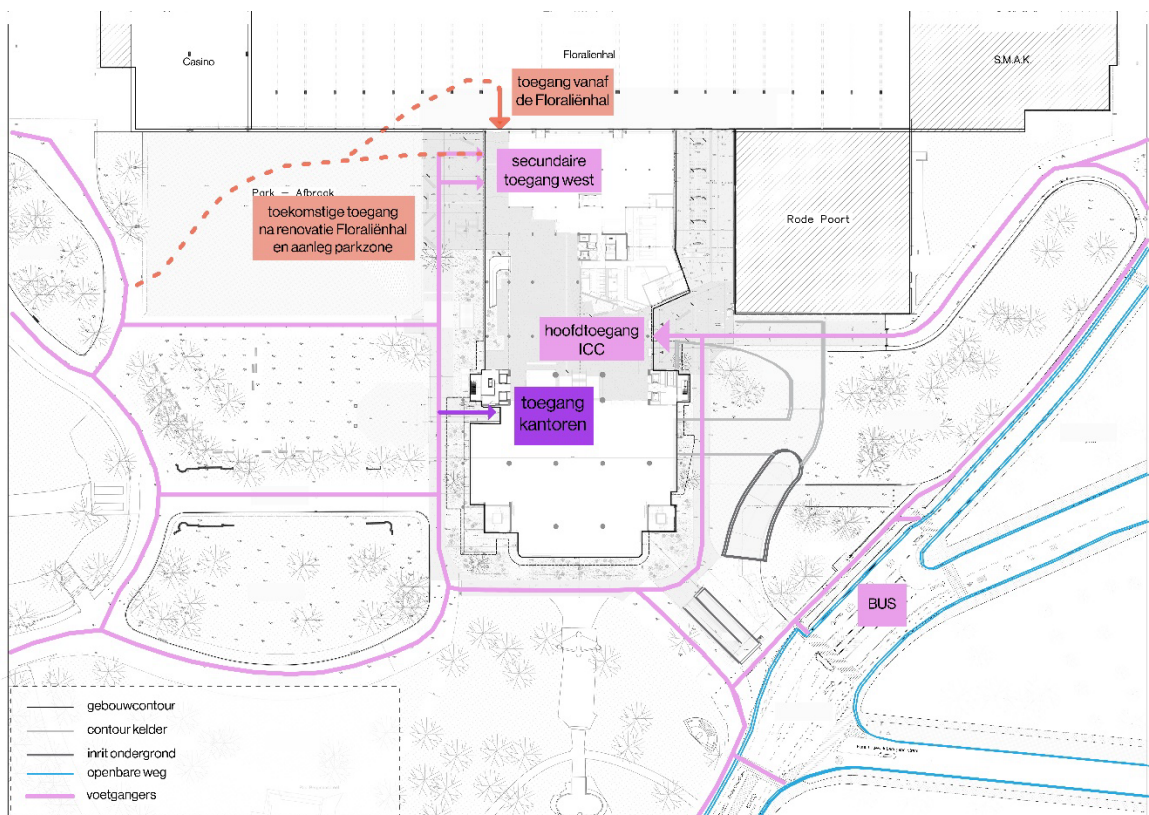 Casino
Floraliënhal
S.M.A.K.
toegang vanaf
de Floraliënhal
secundaire
toegang west
Park – Afbrook
toekomstige toegang
na renovatie Floraliënhal
en aanleg parkzone
Rode Poort
hoofdtoegang
ICC
toegang
kantoren
BUS
gebouwcontour
contour kelder
inrit ondergrond
openbare weg
voetgangers